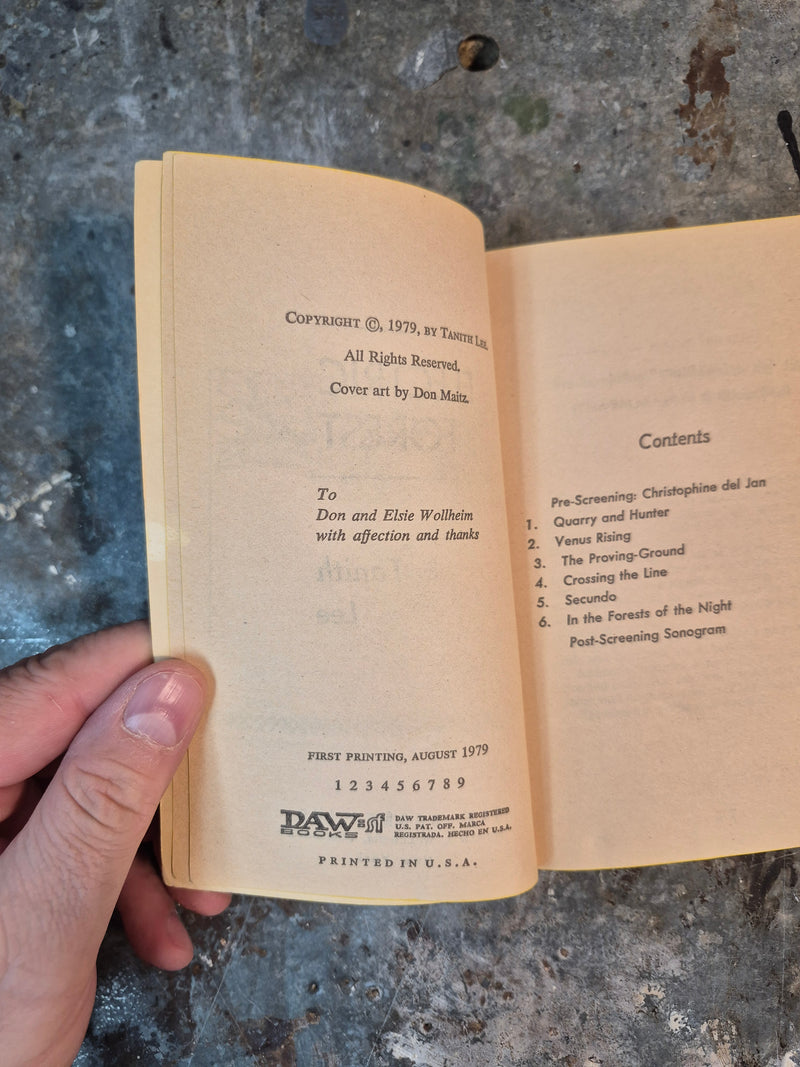 COPYRIGHT ©, 1979, BY TANITH LEE.
All Rights Reserved.
Cover art by Don Maitz.
To
Don and Elsie Wollheim
with affection and thanks
FIRST PRINTING, AUGUST 1979
1 2 3 4 5 6 7 8 9
DAW sf
BOOKS
DAW TRADEMARK REGISTERED
U.S. PAT. OFF. MARCA
REGISTRADA. HECHO EN U.S.A.
PRINTED IN U.S.A.
Contents
Pre-Screening: Christophine del Jan
1. Quarry and Hunter
2. Venus Rising
3. The Proving-Ground
4. Crossing the Line
5. Secundo
6. In the Forests of the Night
Post-Screening Sonogram